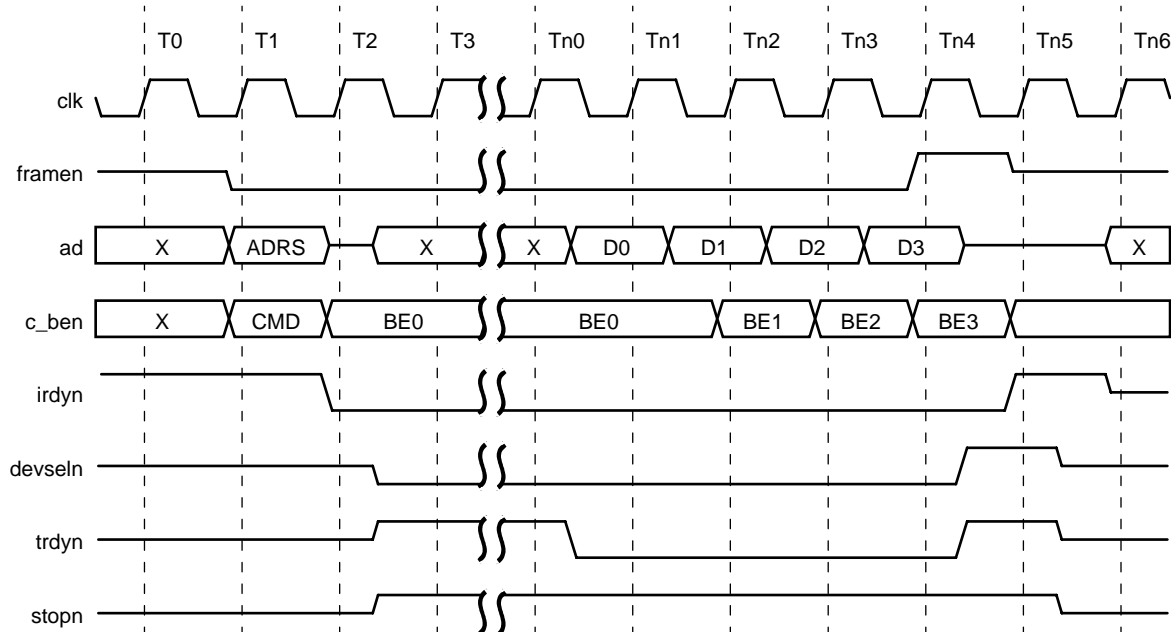 T0 T1 T2 T3 Tn0 Tn1 Tn2 Tn3 Tn4 Tn5 Tn6
clk
framen
ad X ADRS X X D0 D1 D2 D3 X
c_ben X CMD BE0 BE0 BE1 BE2 BE3
irdyn
devseln
trdyn
stopn